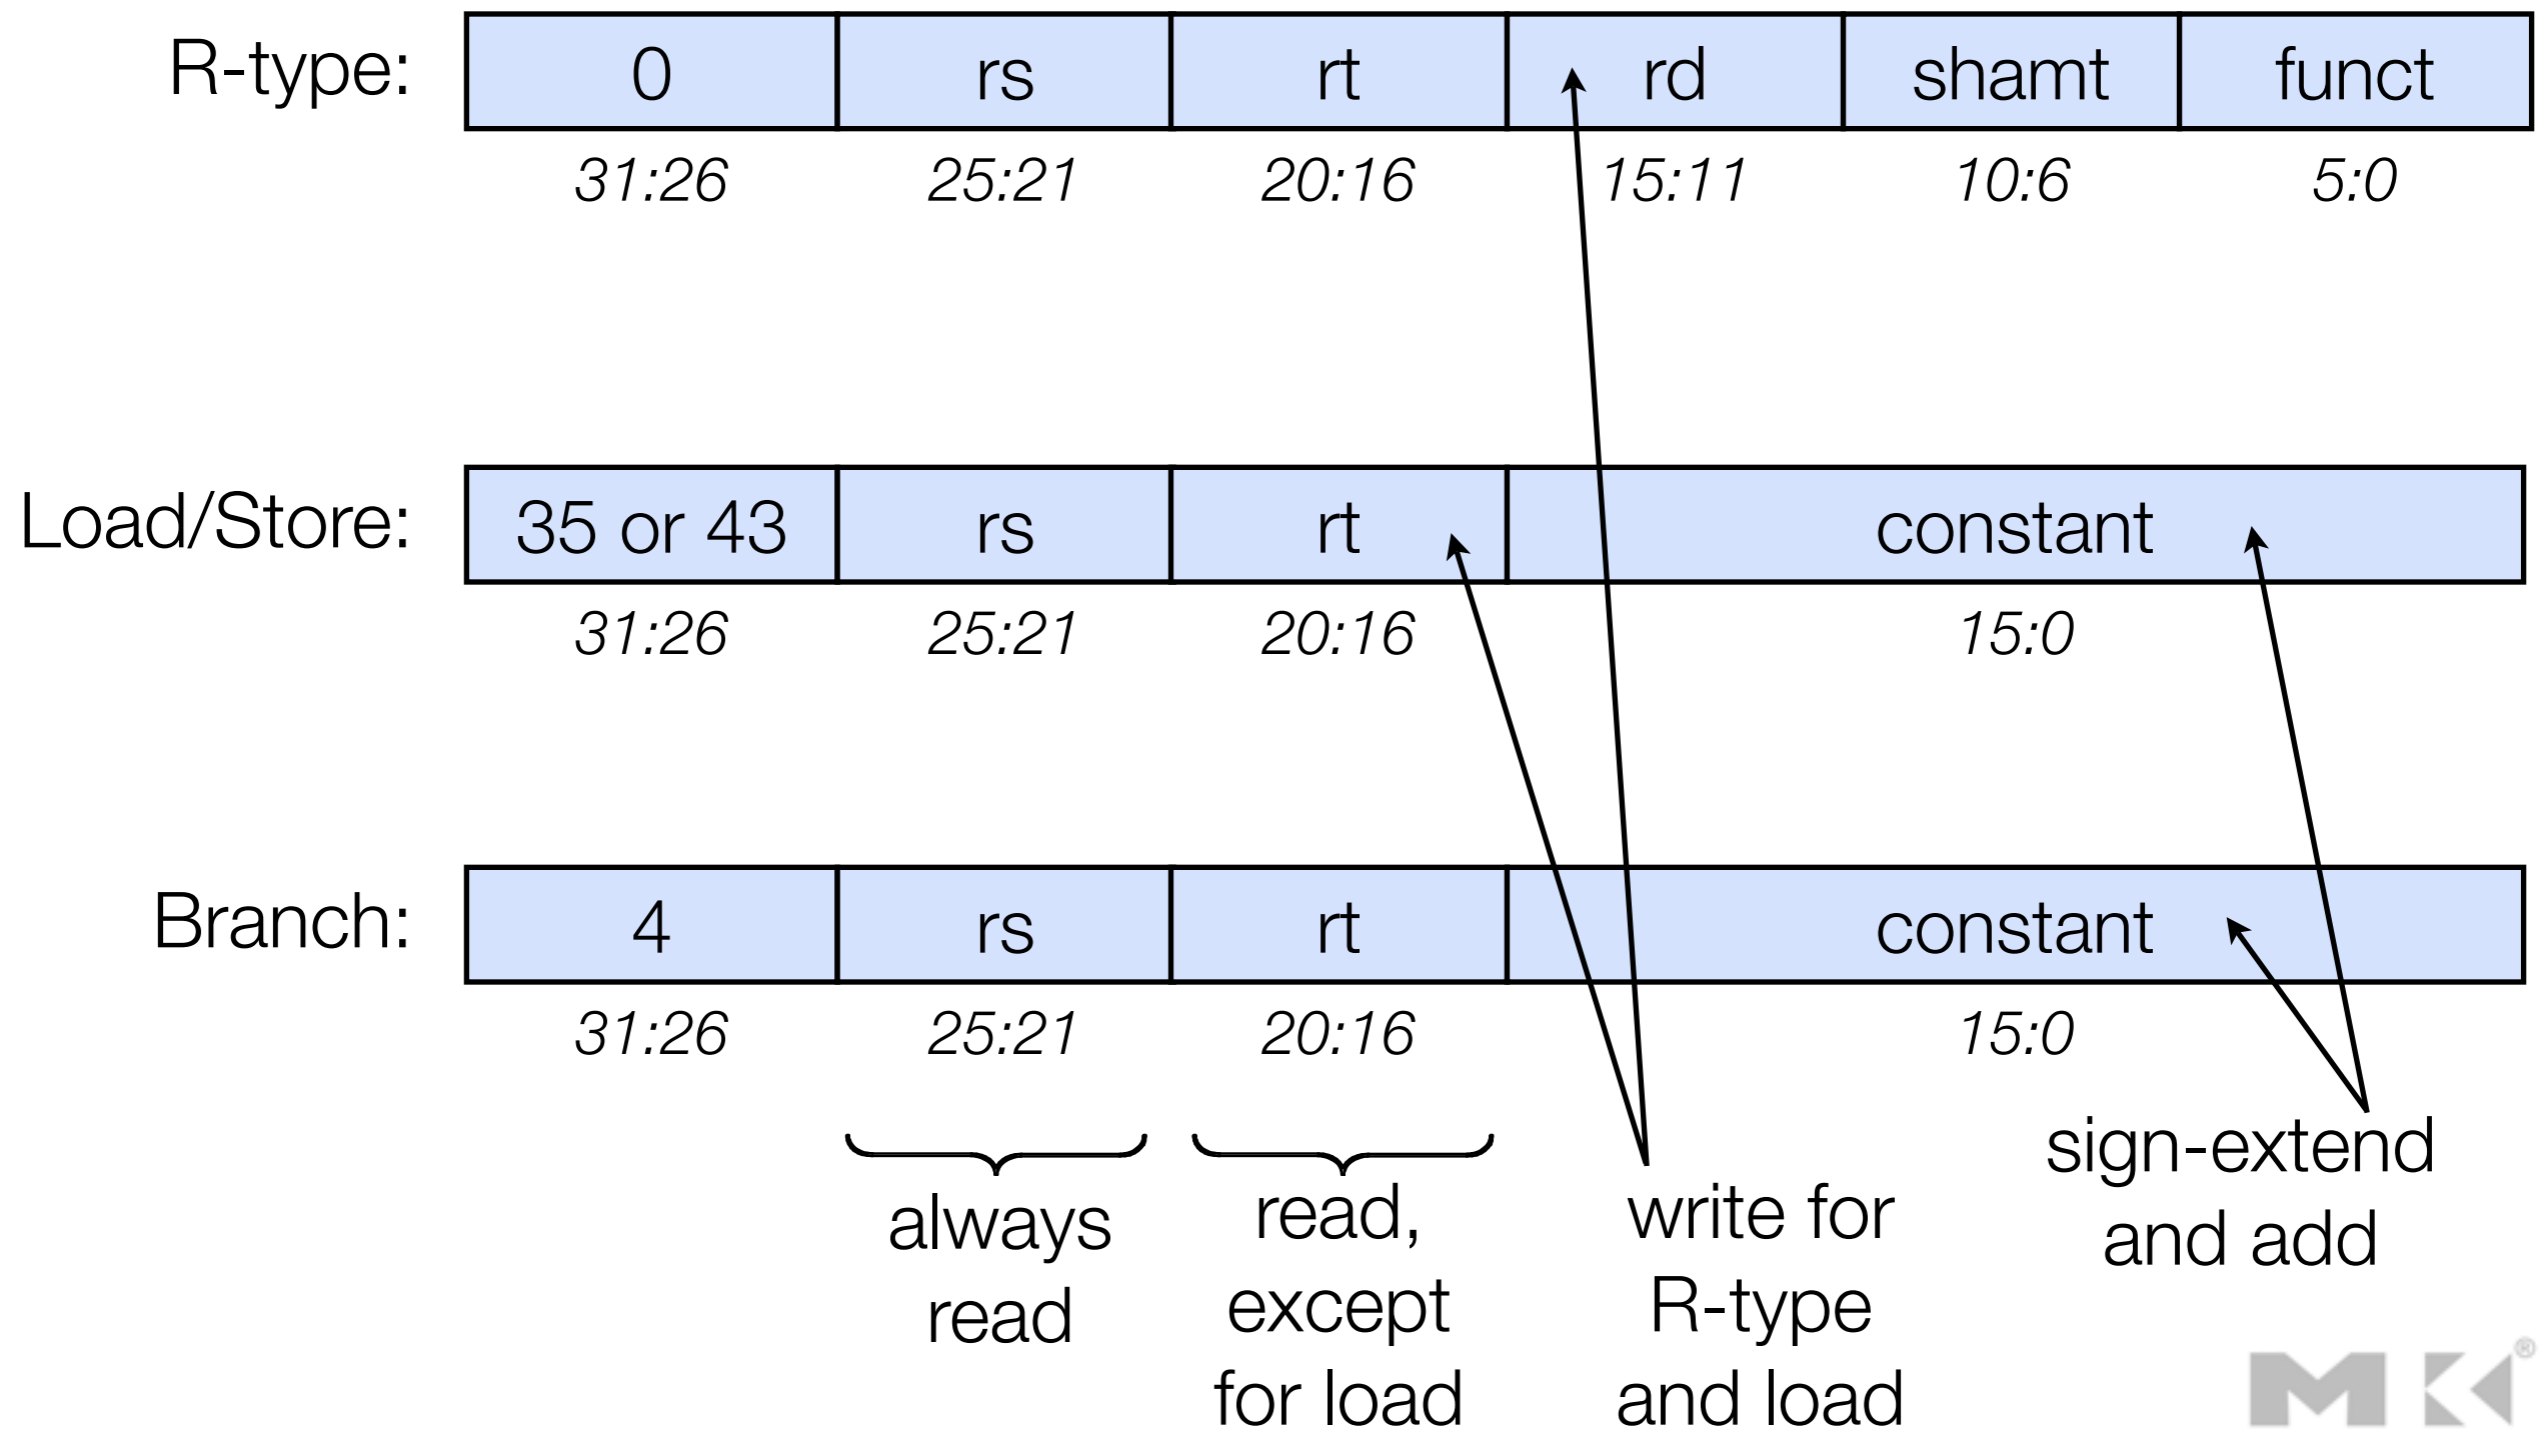 R-type: 0 rs rt rd shamt funct
31:26 25:21 20:16 15:11 10:6 5:0
Load/Store: 35 or 43 rs rt constant
31:26 25:21 20:16 15:0
Branch: 4 rs rt constant
31:26 25:21 20:16 15:0
always
read
read,
except
for load
write for
R-type
and load
sign-extend
and add
MK®